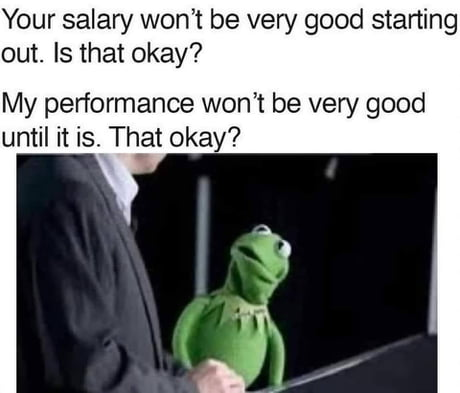 Your salary won't be very good starting
out. Is that okay?
My performance won't be very good
until it is. That okay?